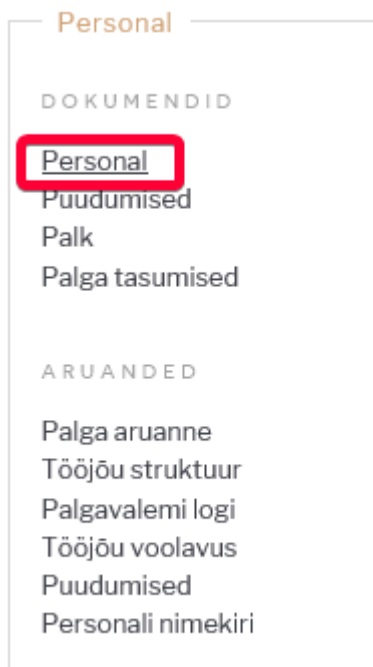 Personal
DOKUMENDID
Personal
Puudumised
Palk
Palga tasumised
ARUANDED
Palga aruanne
Tööjõu struktuur
Palgavalemi logi
Tööjõu voolavus
Puudumised
Personali nimekiri